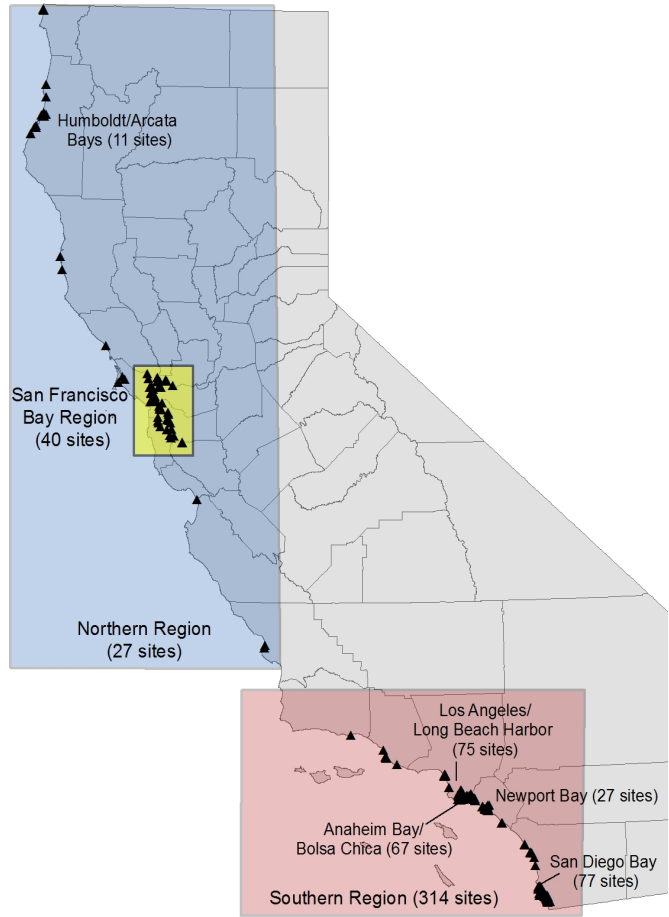 Humboldt/Arcata
Bays (11 sites)
San Francisco
Bay Region
(40 sites)
Northern Region
(27 sites)
Los Angeles/
Long Beach Harbor
(75 sites)
Newport Bay (27 sites)
Anaheim Bay/
Bolsa Chica (67 sites)
San Diego Bay
(77 sites)
Southern Region (314 sites)